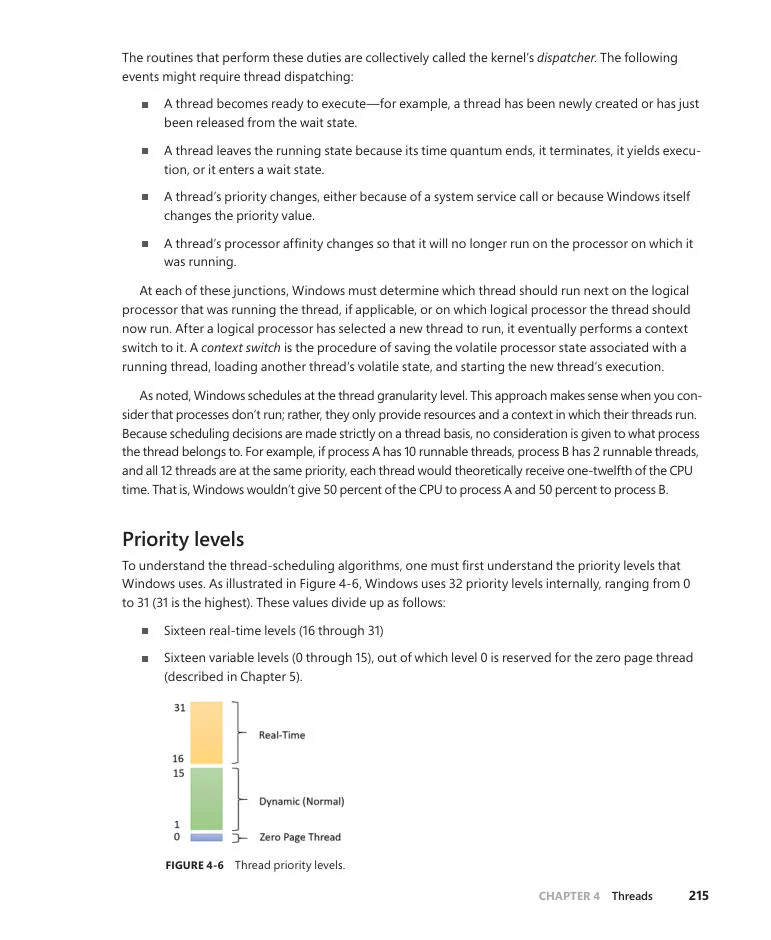 The routines that perform these duties are collectively called the kernel’s dispatcher. The following
events might require thread dispatching:
■ A thread becomes ready to execute—for example, a thread has been newly created or has just
been released from the wait state.
■ A thread leaves the running state because its time quantum ends, it terminates, it yields execu-
tion, or it enters a wait state.
■ A thread’s priority changes, either because of a system service call or because Windows itself
changes the priority value.
■ A thread’s processor affinity changes so that it will no longer run on the processor on which it
was running.
At each of these junctions, Windows must determine which thread should run next on the logical
processor that was running the thread, if applicable, or on which logical processor the thread should
now run. After a logical processor has selected a new thread to run, it eventually performs a context
switch to it. A context switch is the procedure of saving the volatile processor state associated with a
running thread, loading another thread’s volatile state, and starting the new thread’s execution.
As noted, Windows schedules at the thread granularity level. This approach makes sense when you con-
sider that processes don’t run; rather, they only provide resources and a context in which their threads run.
Because scheduling decisions are made strictly on a thread basis, no consideration is given to what process
the thread belongs to. For example, if process A has 10 runnable threads, process B has 2 runnable threads,
and all 12 threads are at the same priority, each thread would theoretically receive one-twelfth of the CPU
time. That is, Windows wouldn’t give 50 percent of the CPU to process A and 50 percent to process B.
Priority levels
To understand the thread-scheduling algorithms, one must first understand the priority levels that
Windows uses. As illustrated in Figure 4-6, Windows uses 32 priority levels internally, ranging from 0
to 31 (31 is the highest). These values divide up as follows:
■ Sixteen real-time levels (16 through 31)
■ Sixteen variable levels (0 through 15), out of which level 0 is reserved for the zero page thread
(described in Chapter 5).
31
Real-Time
16
15
Dynamic (Normal)
1
0 Zero Page Thread
FIGURE 4-6 Thread priority levels.
CHAPTER 4 Threads 215